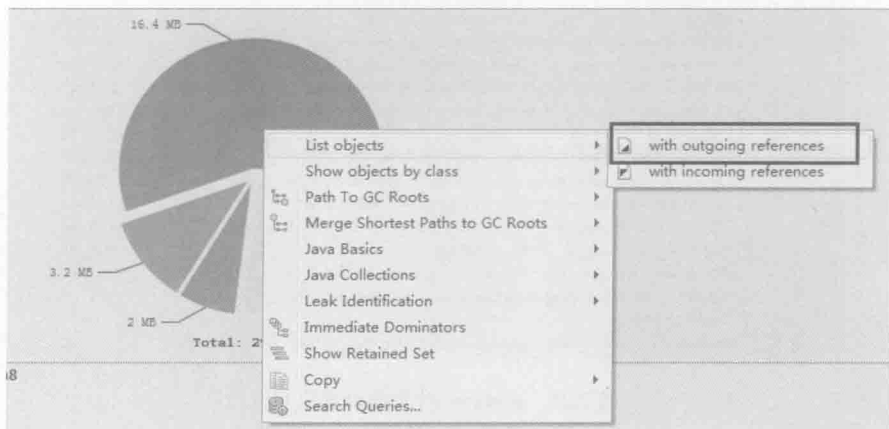 16.4 MB
List objects
with outgoing references
Show objects by class
with incoming references
Path To GC Roots
Merge Shortest Paths to GC Roots
Java Basics
3.2 MB
Java Collections
Leak Identification
2 MB
Immediate Dominators
Total: 2
Show Retained Set
Copy
Search Queries...